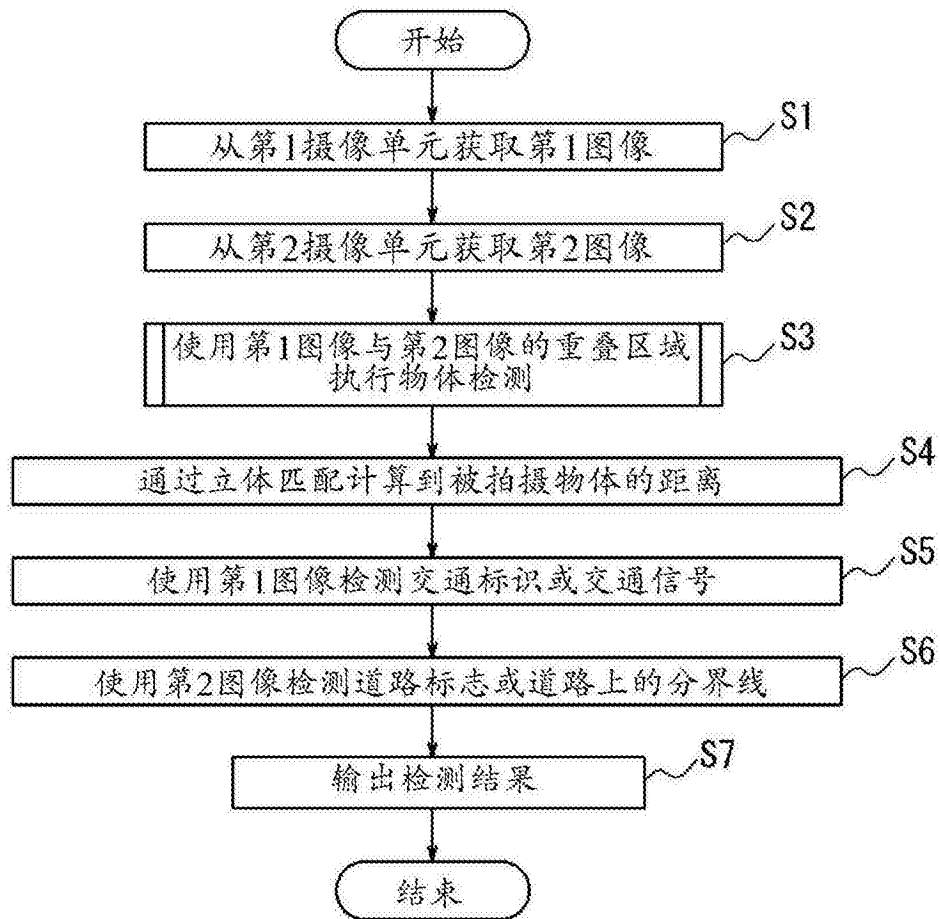 开始
S1
从第1摄像单元获取第1图像
S2
从第2摄像单元获取第2图像
S3
使用第1图像与第2图像的重叠区域
执行物体检测
S4
通过立体匹配计算到被拍摄物体的距离
S5
使用第1图像检测交通标识或交通信号
S6
使用第2图像检测道路标志或道路上的分界线
S7
输出检测结果
结束